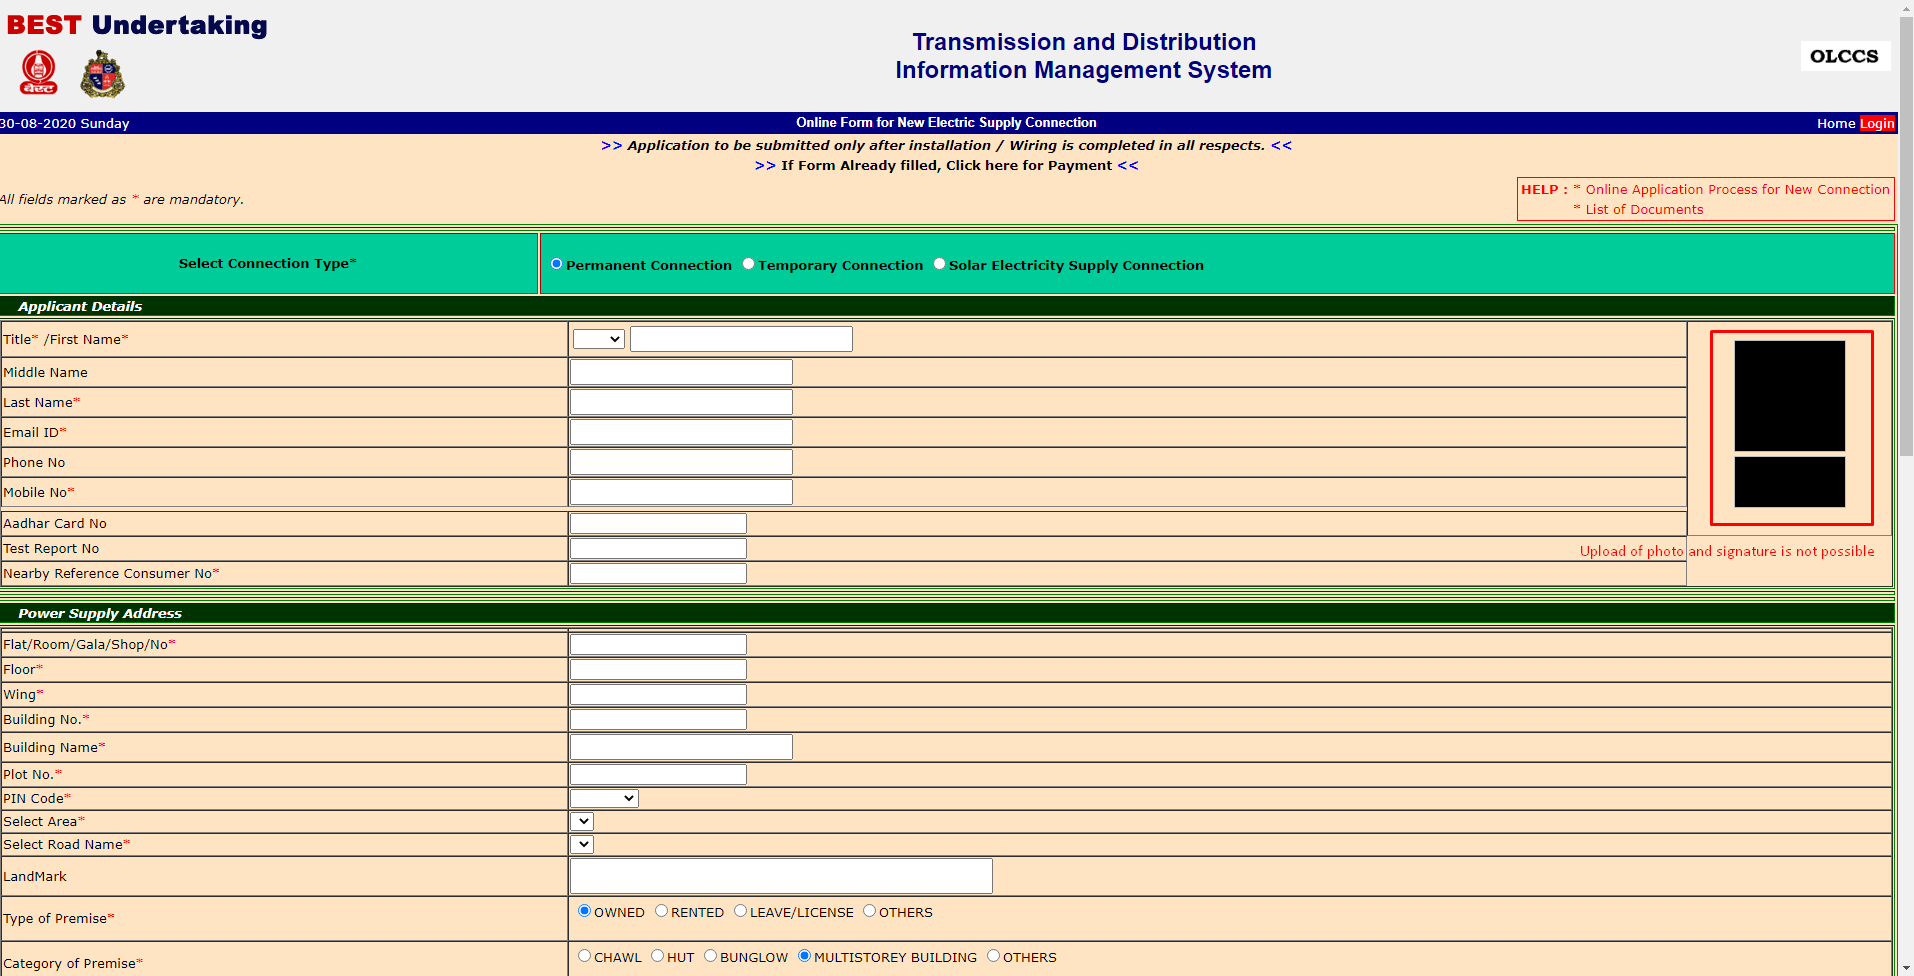 BEST Undertaking
बेस्ट
Transmission and Distribution
Information Management System
OLCCS
30-08-2020 Sunday
Online Form for New Electric Supply Connection
Home Login
>> Application to be submitted only after installation / Wiring is completed in all respects. <<
>> If Form Already filled, Click here for Payment <<
All fields marked as * are mandatory.
HELP : * Online Application Process for New Connection
* List of Documents
Select Connection Type*
Permanent Connection Temporary Connection Solar Electricity Supply Connection
Applicant Details
Title* /First Name*
Middle Name
Last Name*
Email ID*
Phone No
Mobile No*
Aadhar Card No
Test Report No
Upload of photo and signature is not possible
Nearby Reference Consumer No*
Power Supply Address
Flat/Room/Gala/Shop/No*
Floor*
Wing*
Building No.*
Building Name*
Plot No.*
PIN Code*
Select Area*
Select Road Name*
LandMark
Type of Premise*
OWNED RENTED LEAVE/LICENSE OTHERS
Category of Premise*
CHAWL HUT BUNGLOW MULTISTOREY BUILDING OTHERS